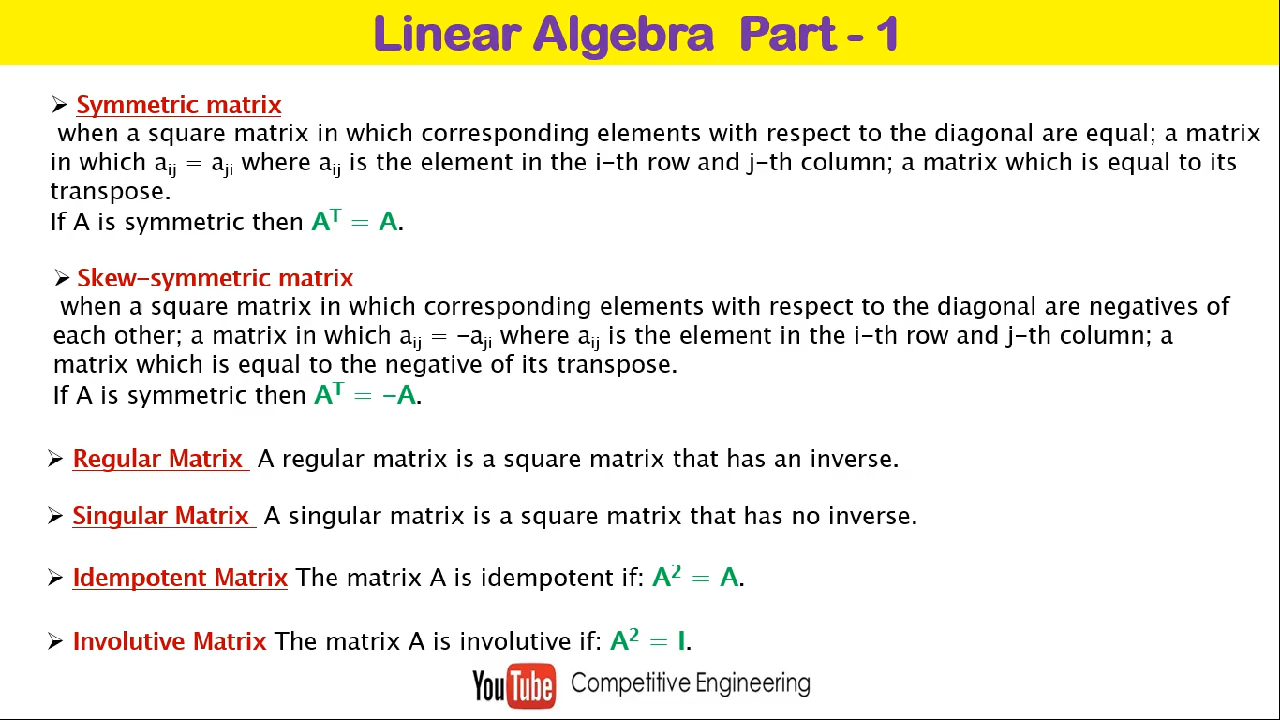 Linear Algebra Part - 1
➢ Symmetric matrix
when a square matrix in which corresponding elements with respect to the diagonal are equal; a matrix
in which aij = aji where aij is the element in the i-th row and j-th column; a matrix which is equal to its
transpose.
If A is symmetric then A^T = A.
➢ Skew-symmetric matrix
when a square matrix in which corresponding elements with respect to the diagonal are negatives of
each other; a matrix in which aij = -aji where aij is the element in the i-th row and j-th column; a
matrix which is equal to the negative of its transpose.
If A is symmetric then A^T = -A.
➢ Regular Matrix A regular matrix is a square matrix that has an inverse.
➢ Singular Matrix A singular matrix is a square matrix that has no inverse.
➢ Idempotent Matrix The matrix A is idempotent if: A² = A.
➢ Involutive Matrix The matrix A is involutive if: A² = I.
YouTube Competitive Engineering